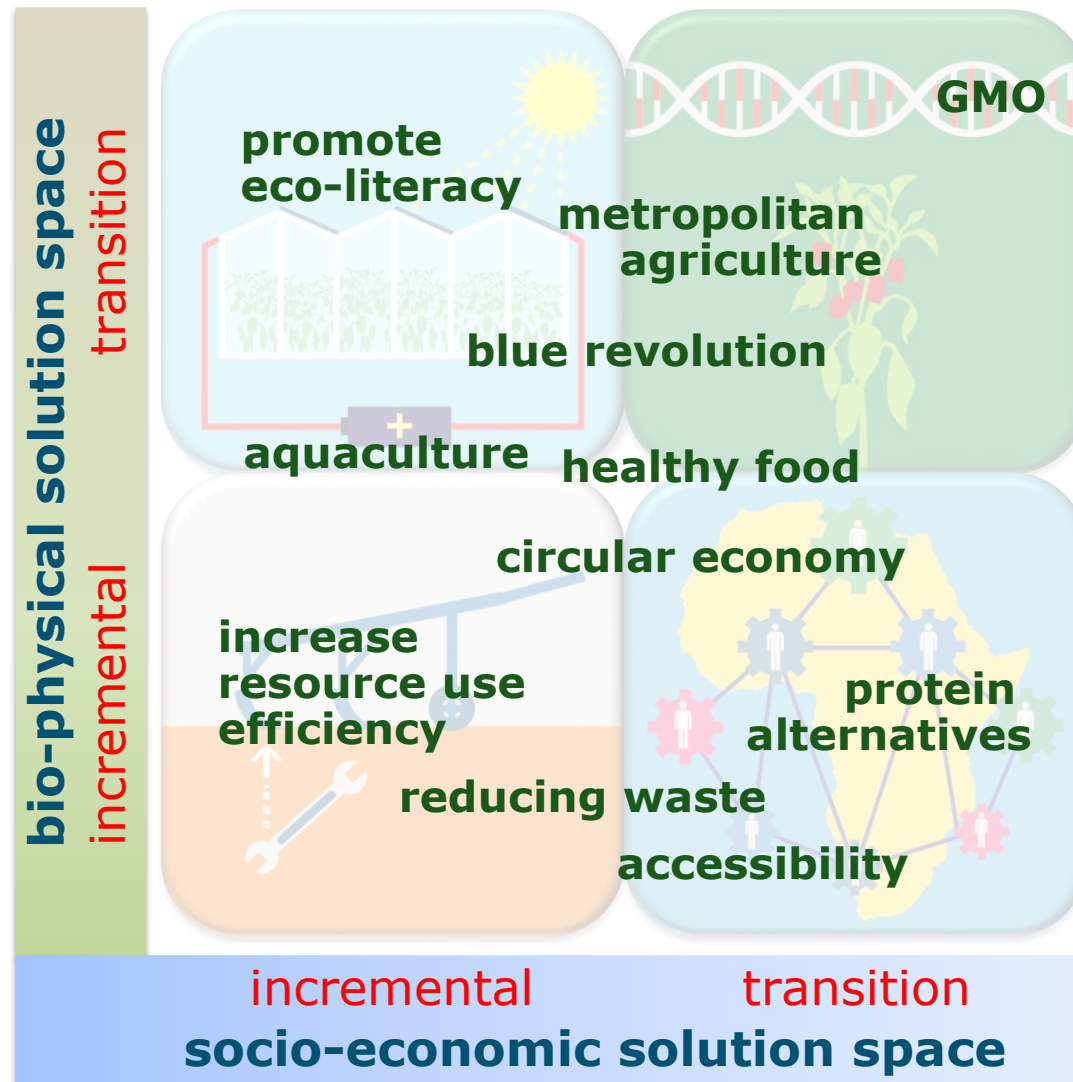 GMO
promote
eco-literacy
metropolitan
agriculture
blue revolution
aquaculture
healthy food
circular economy
increase
resource use
efficiency
protein
alternatives
reducing waste
accessibility
bio-physical solution space
transition
incremental
incremental
transition
socio-economic solution space